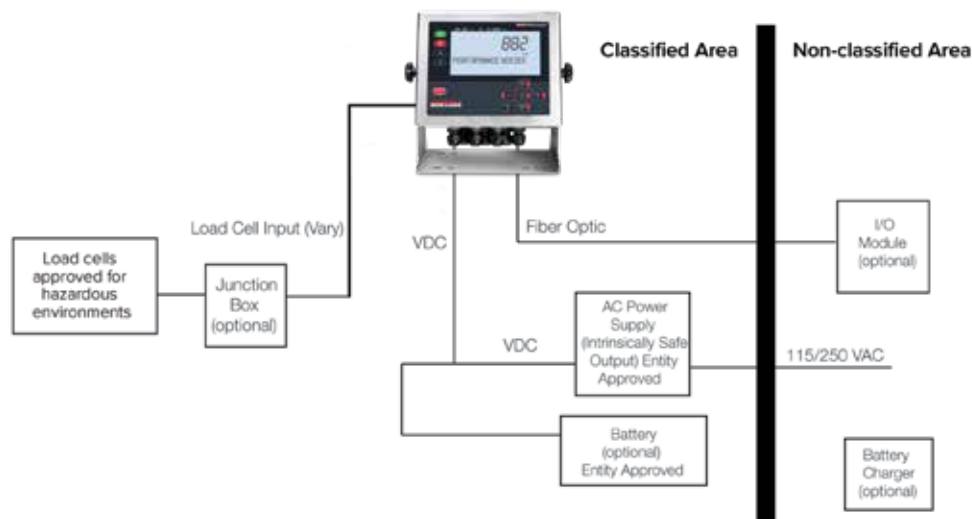 882
Classified Area
Non-classified Area
Load Cell Input (Vary)
VDC
Fiber Optic
I/O
Module
(optional)
Load cells
approved for
hazardous
environments
Junction
Box
(optional)
VDC
AC Power
Supply
(Intrinsically Safe
Output) Entity
Approved
115/250 VAC
Battery
(optional)
Entity Approved
Battery
Charger
(optional)